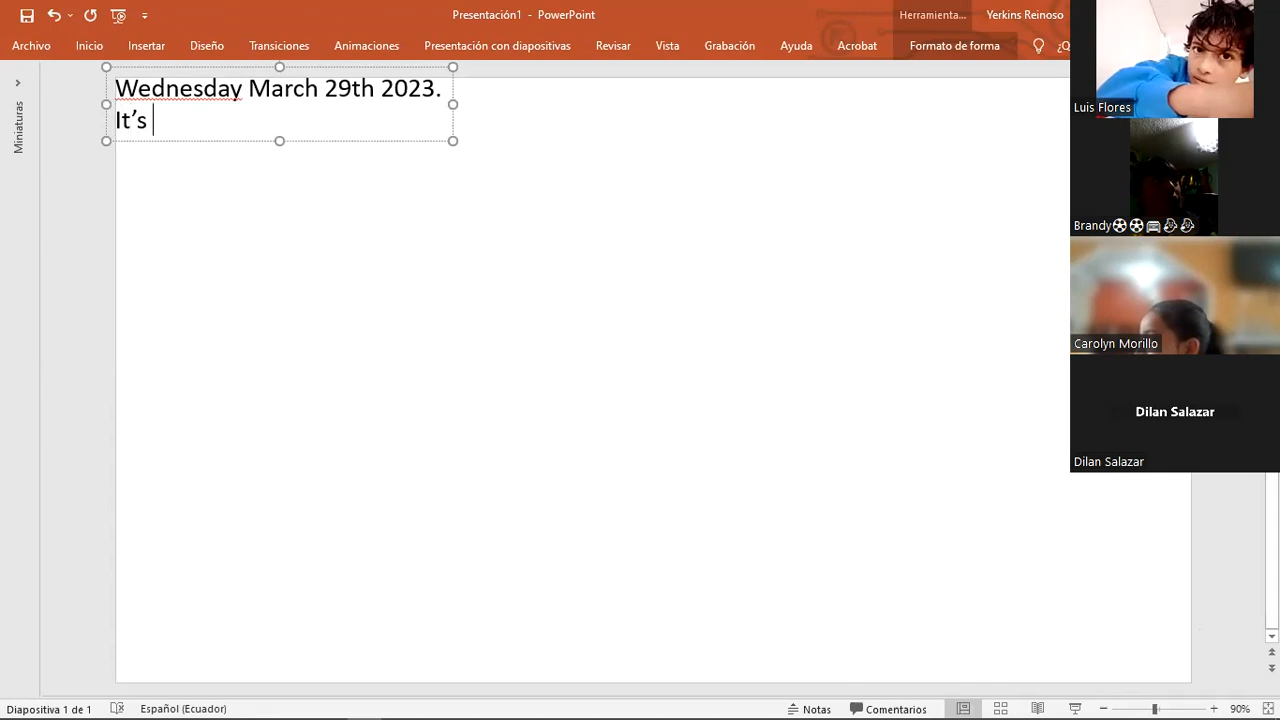 Presentación1 - PowerPoint
Herramienta...
Yerkins Reinoso
Archivo Inicio Insertar Diseño Transiciones Animaciones Presentación con diapositivas Revisar Vista Grabación Ayuda Acrobat Formato de forma ¿Q
Wednesday March 29th 2023.
It's
Miniaturas
Luis Flores
Brandy
Carolyn Morillo
Dilan Salazar
Dilan Salazar
Diapositiva 1 de 1 Español (Ecuador) Notas Comentarios 90%